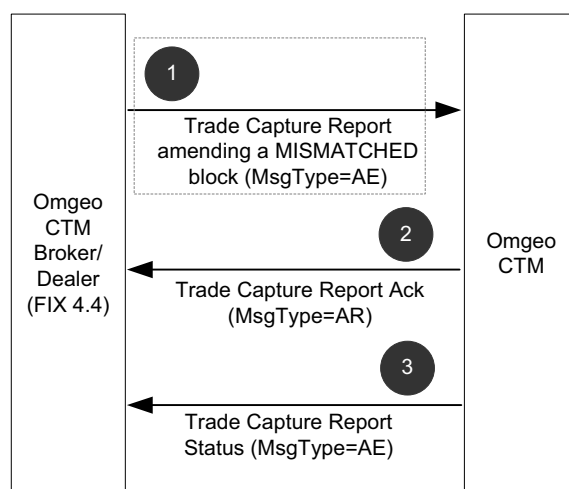 1
Trade Capture Report
amending a MISMATCHED
block (MsgType=AE)
Omgeo
CTM
Broker/
Dealer
(FIX 4.4)
2
Omgeo
CTM
Trade Capture Report Ack
(MsgType=AR)
3
Trade Capture Report
Status (MsgType=AE)